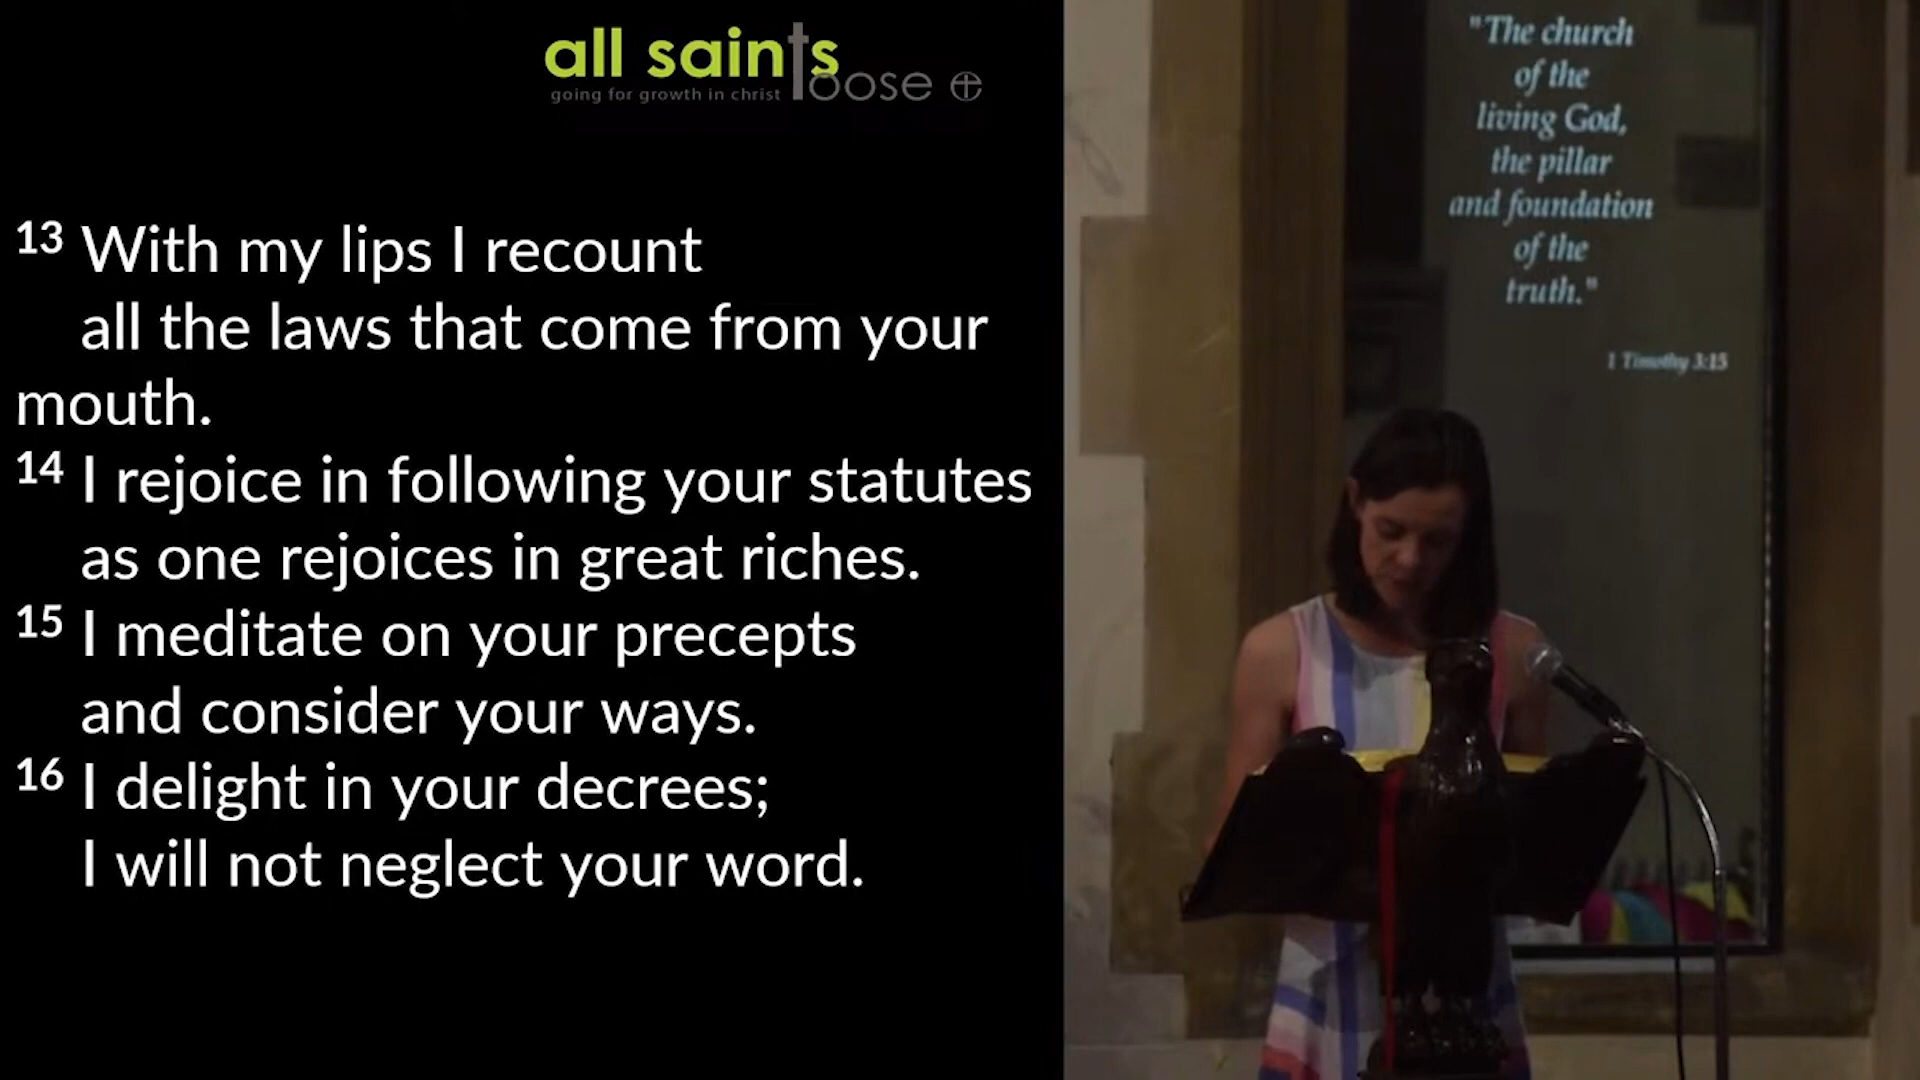 all saints
loose
going for growth in christ
13 With my lips I recount
all the laws that come from your
mouth.
14 I rejoice in following your statutes
as one rejoices in great riches.
15 I meditate on your precepts
and consider your ways.
16 I delight in your decrees;
I will not neglect your word.
"The church
of the
living God,
the pillar
and foundation
of the
truth."
1 Timothy 3:15